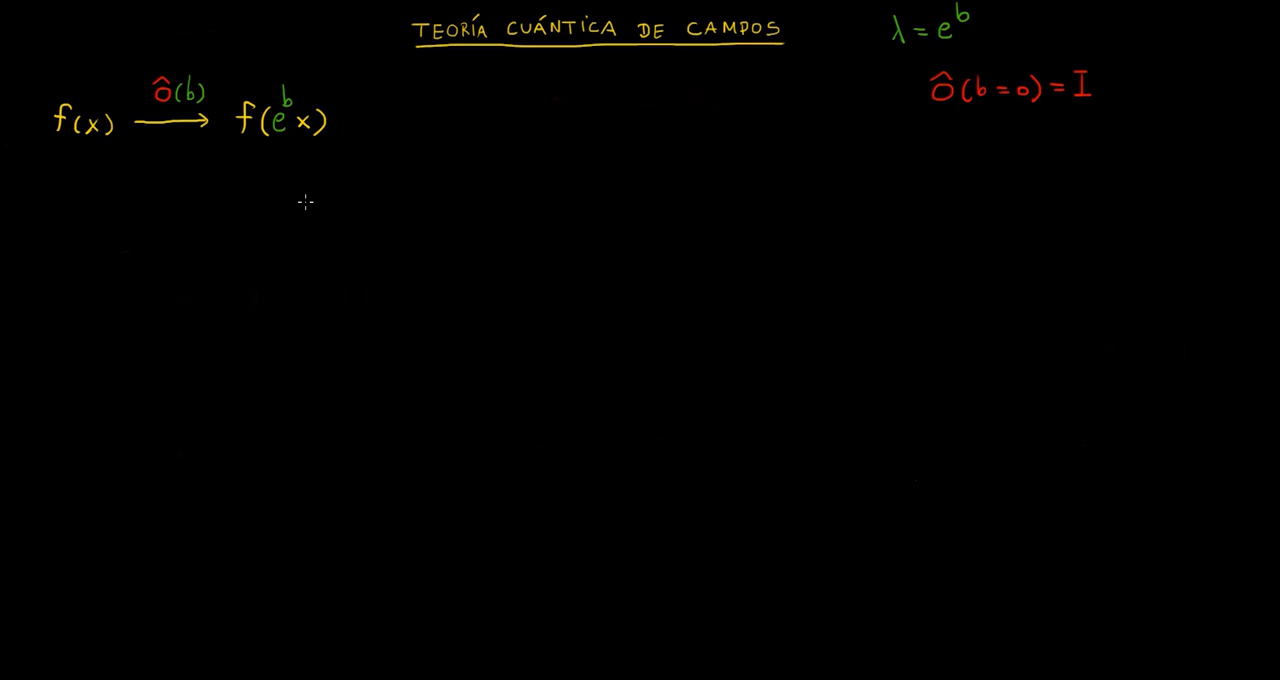 TEORÍA CUÁNTICA DE CAMPOS
λ = e^b
ô(b = 0) = I
ô(b)
f(x) ⟶ f(e^b x)